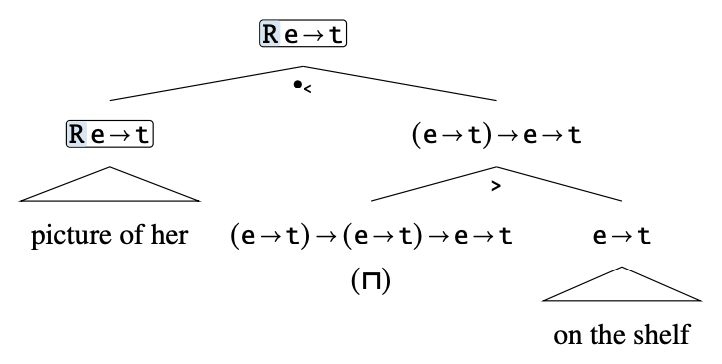 R e→t
•<
R e→t (e→t)→e→t
>
picture of her (e→t)→(e→t)→e→t e→t
(⊓)
on the shelf